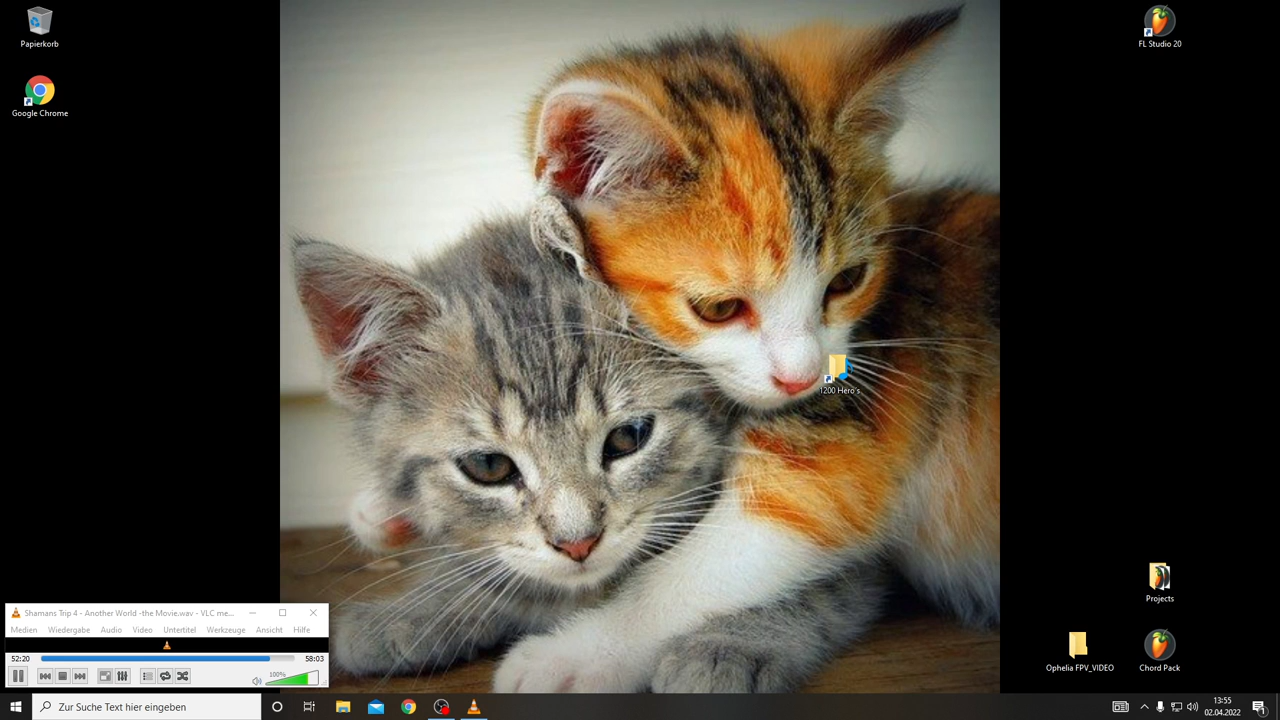 Papierkorb
Google Chrome
FL Studio 20
1200 Hero's
Projects
Ophelia FPV_VIDEO
Chord Pack
Shamans Trip 4 - Another World -the Movie.wav - VLC me...
Medien Wiedergabe Audio Video Untertitel Werkzeuge Ansicht Hilfe
52:20 58:03
100%
Zur Suche Text hier eingeben
13:55
02.04.2022
1